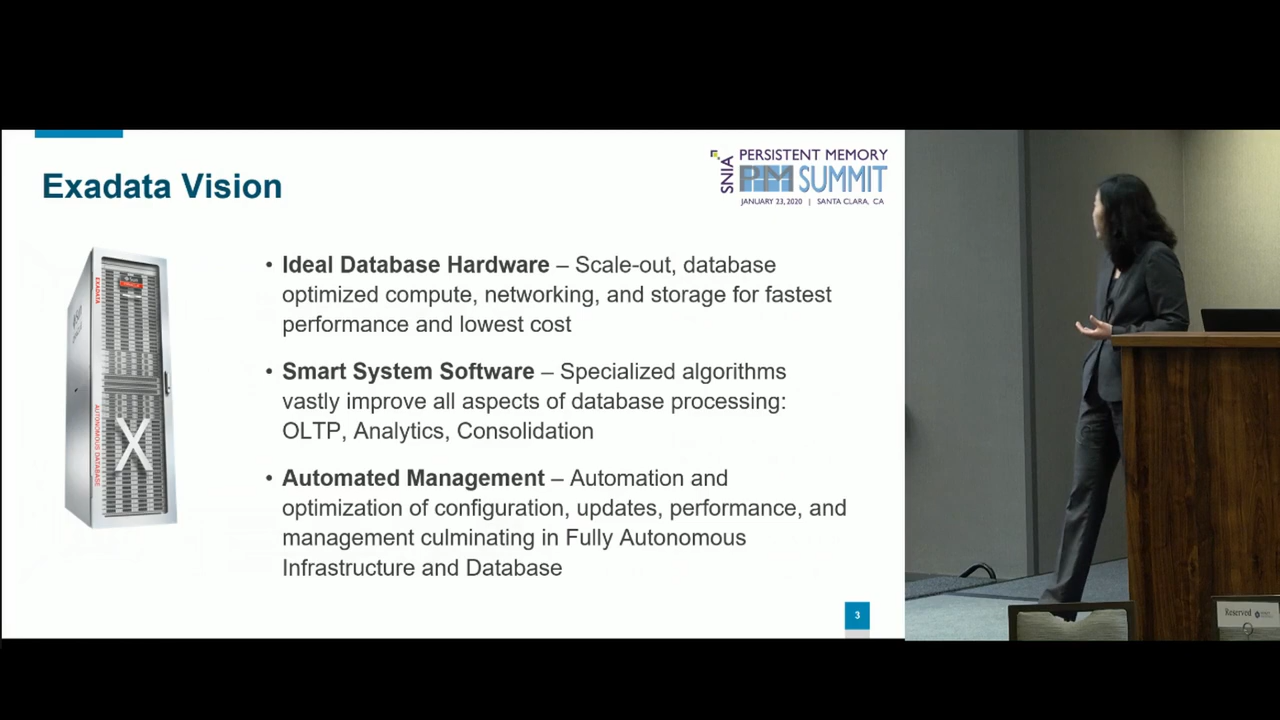 Exadata Vision
SNIA
PERSISTENT MEMORY
PM SUMMIT
JANUARY 23, 2020 | SANTA CLARA, CA
EXADATA
AUTONOMOUS DATABASE
X
• Ideal Database Hardware – Scale-out, database
optimized compute, networking, and storage for fastest
performance and lowest cost
• Smart System Software – Specialized algorithms
vastly improve all aspects of database processing:
OLTP, Analytics, Consolidation
• Automated Management – Automation and
optimization of configuration, updates, performance, and
management culminating in Fully Autonomous
Infrastructure and Database
3
Reserved